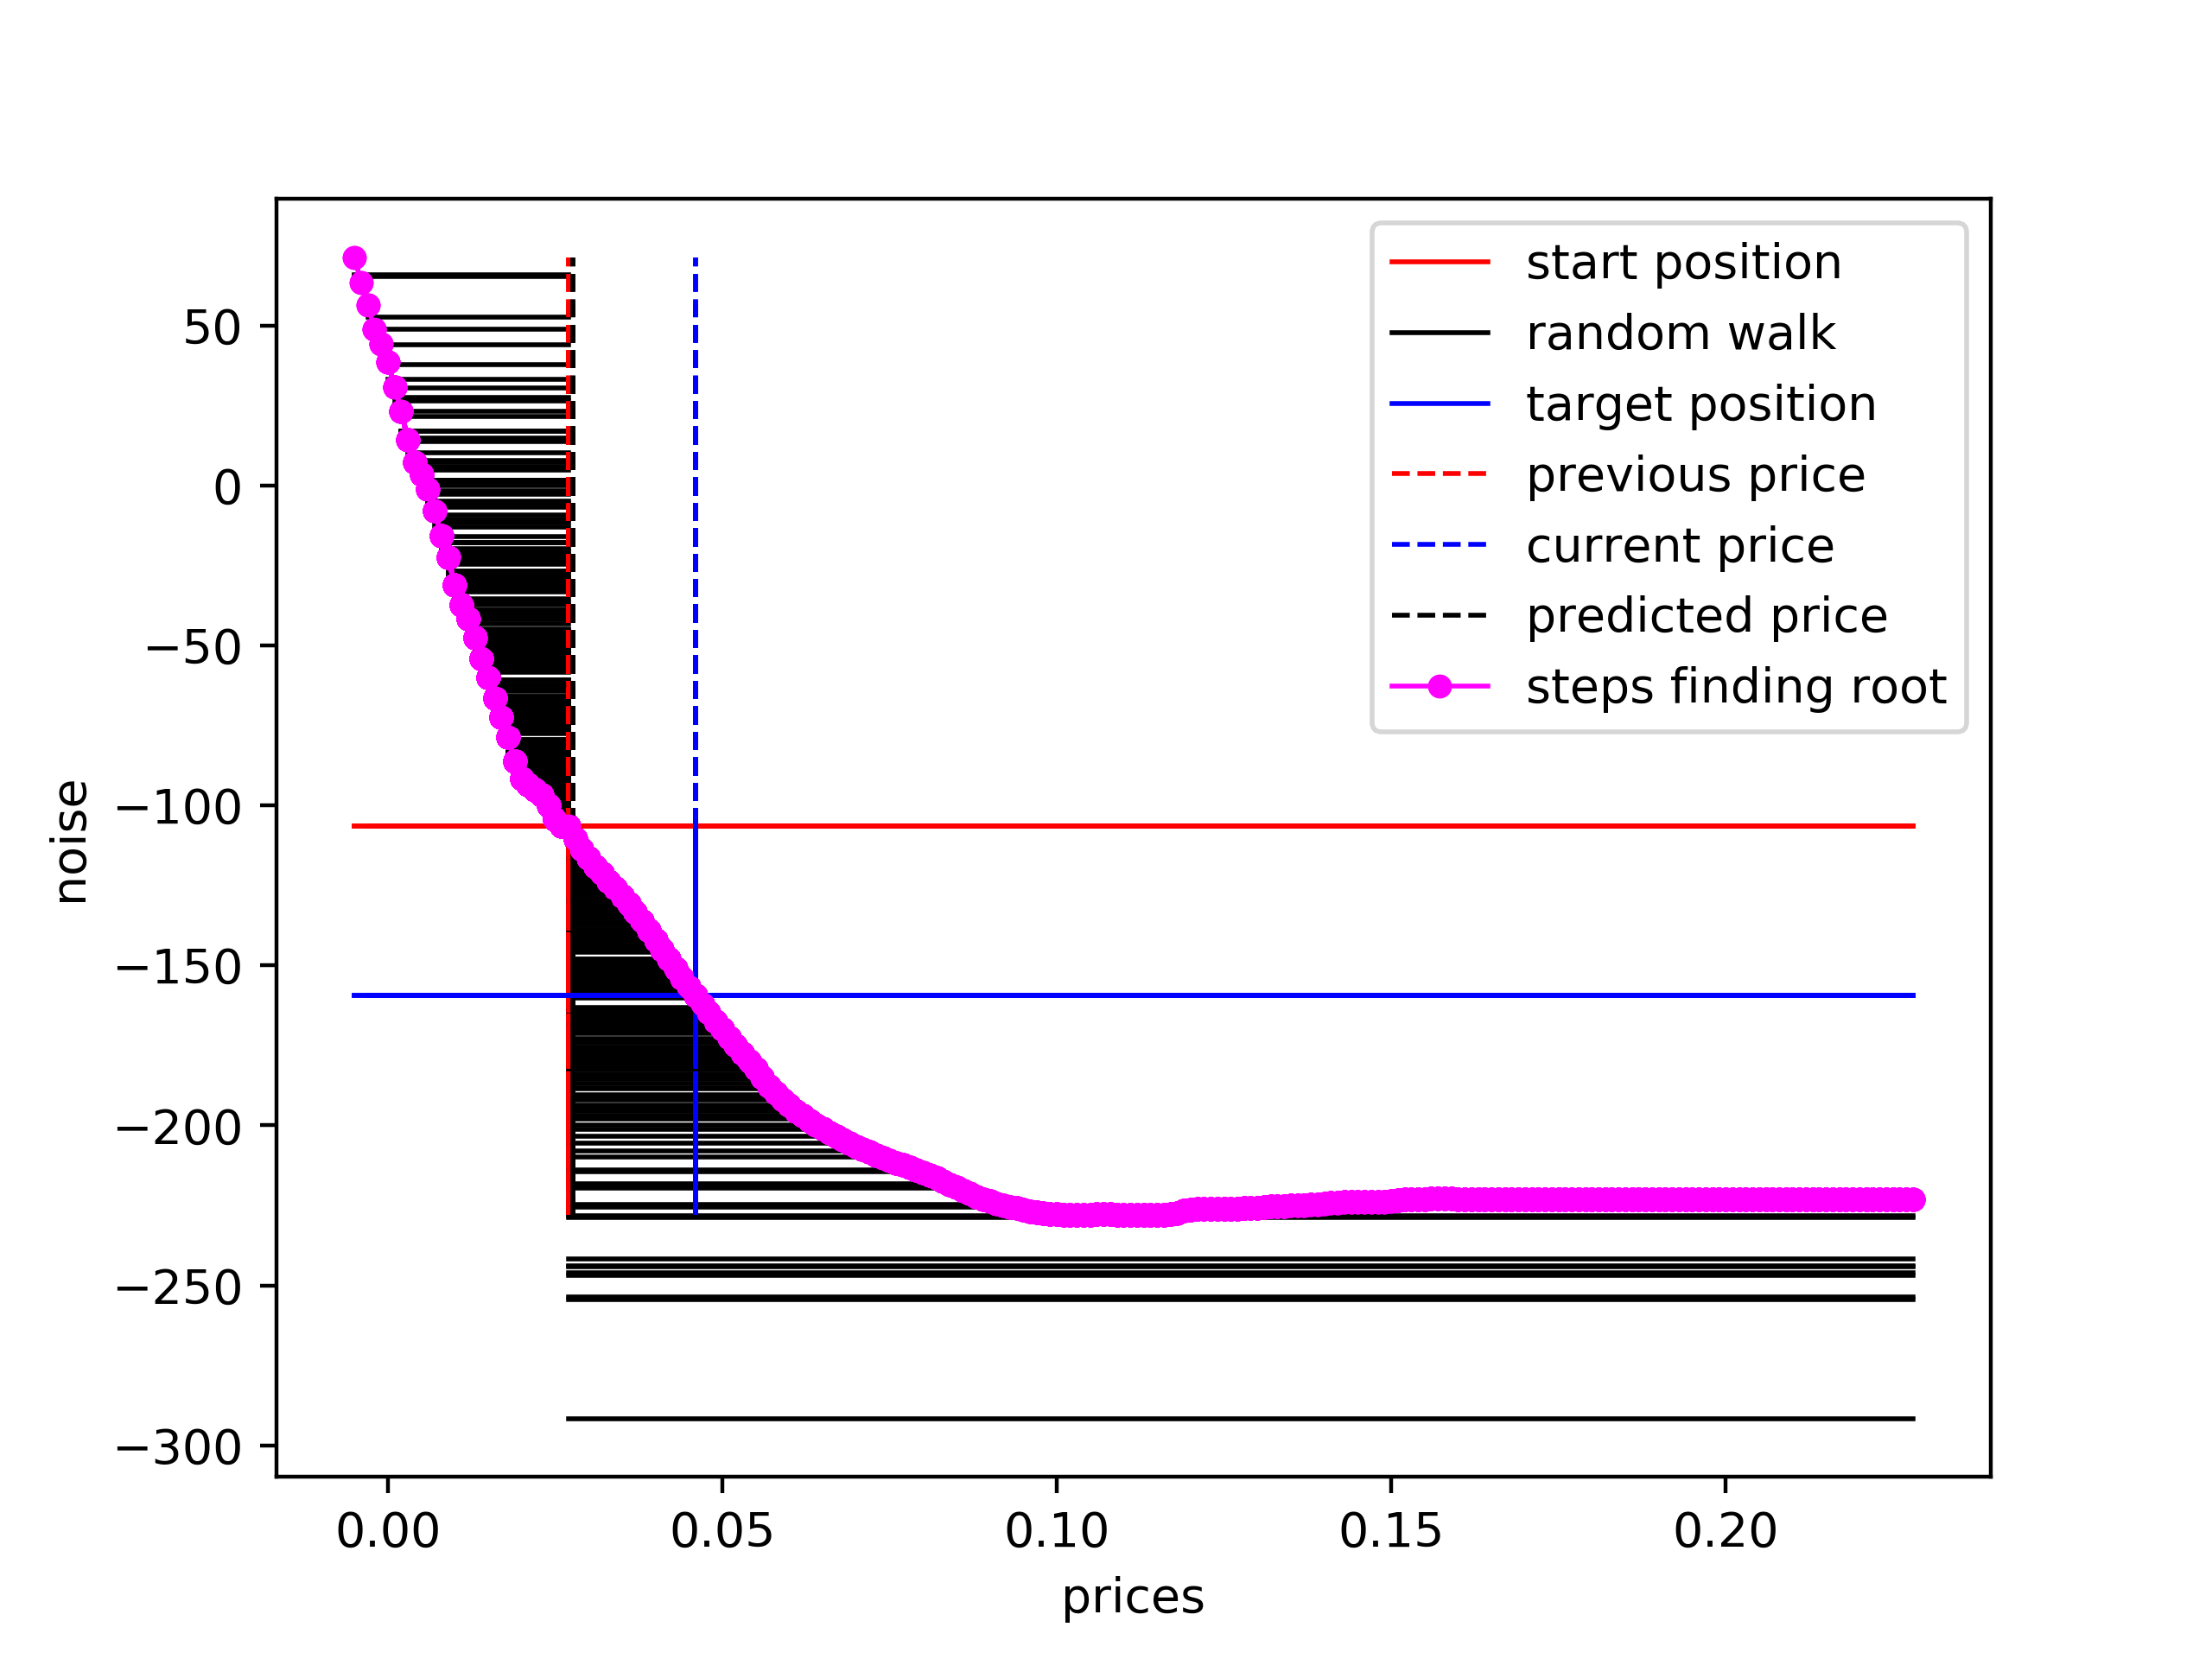 start position
random walk
target position
previous price
current price
predicted price
steps finding root
50
0
−50
−100
−150
−200
−250
−300
noise
0.00 0.05 0.10 0.15 0.20
prices